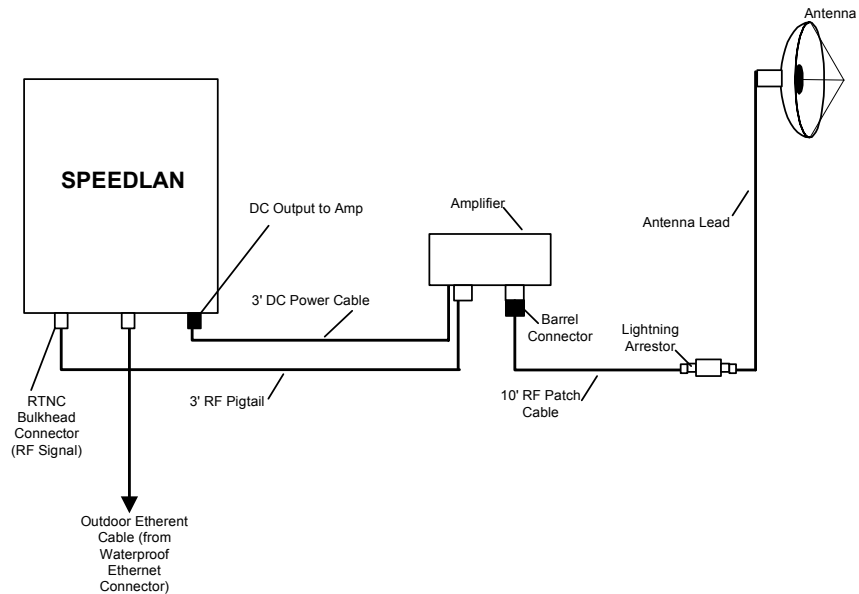 Antenna
SPEEDLAN
DC Output to Amp
Amplifier
Antenna Lead
3' DC Power Cable
Barrel
Connector
Lightning
Arrestor
RTNC
Bulkhead
Connector
(RF Signal)
3' RF Pigtail
10' RF Patch
Cable
Outdoor Etherent
Cable (from
Waterproof
Ethernet
Connector)